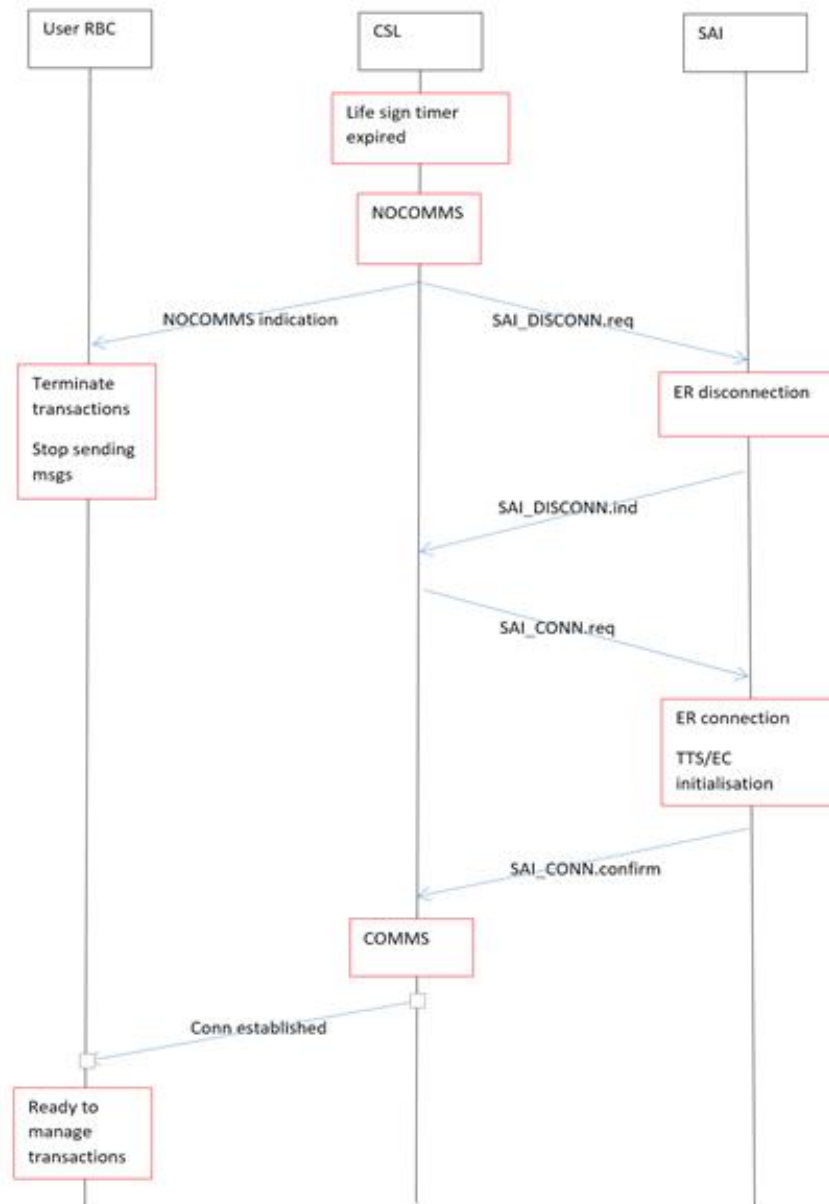 User RBC
CSL
SAI
Life sign timer
expired
NOCOMMS
NOCOMMS indication
SAI_DISCONN.req
Terminate
transactions
Stop sending
msgs
ER disconnection
SAI_DISCONN.ind
SAI_CONN.req
ER connection
TTS/EC
initialisation
SAI_CONN.confirm
COMMS
Conn established
Ready to
manage
transactions